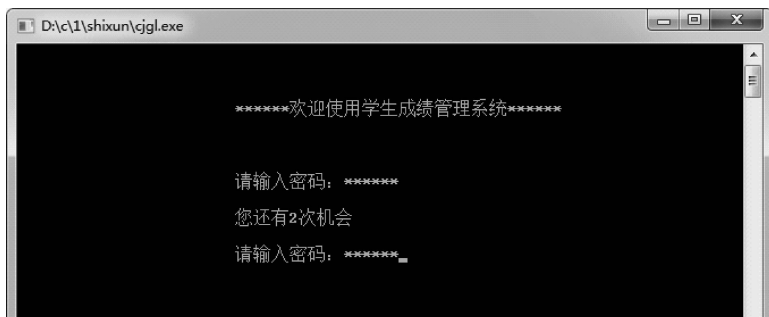 D:\c\1\shixun\cjgl.exe
******欢迎使用学生成绩管理系统******
请输入密码：******
您还有2次机会
请输入密码：******